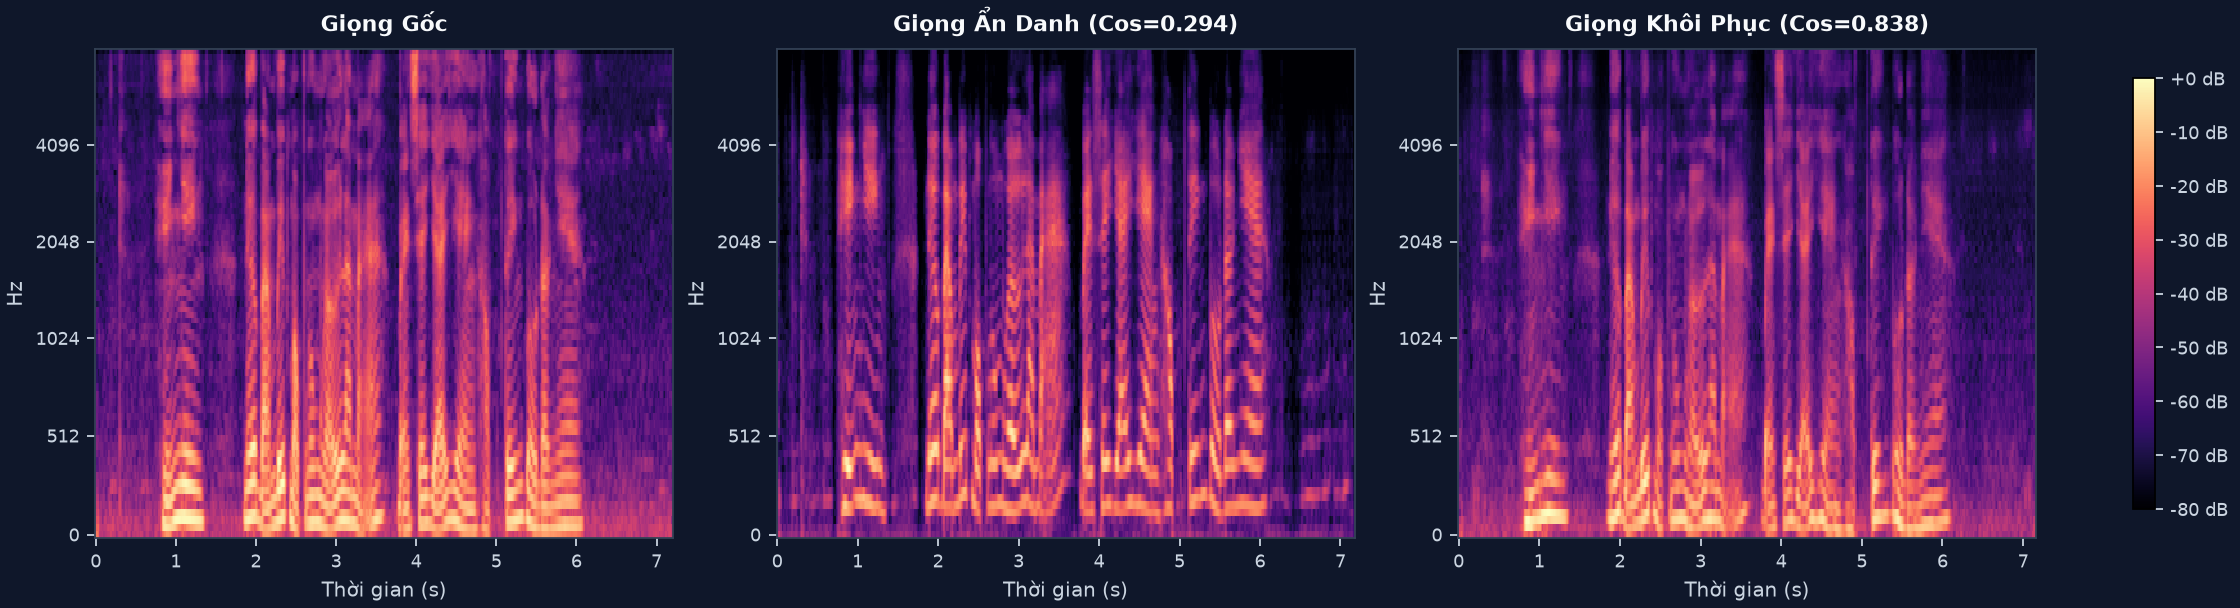 Giọng Gốc
Hz
4096
2048
1024
512
0
0 1 2 3 4 5 6 7
Thời gian (s)
Giọng Ẩn Danh (Cos=0.294)
Hz
4096
2048
1024
512
0
0 1 2 3 4 5 6 7
Thời gian (s)
Giọng Khôi Phục (Cos=0.838)
Hz
4096
2048
1024
512
0
0 1 2 3 4 5 6 7
Thời gian (s)
+0 dB
-10 dB
-20 dB
-30 dB
-40 dB
-50 dB
-60 dB
-70 dB
-80 dB